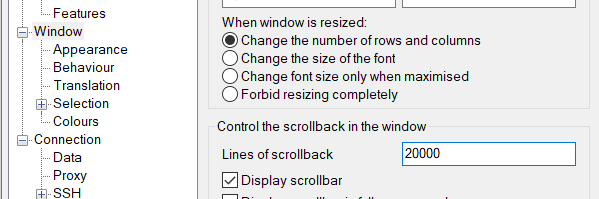 Features
Window
Appearance
Behaviour
Translation
Selection
Colours
Connection
Data
Proxy
SSH
When window is resized:
Change the number of rows and columns
Change the size of the font
Change font size only when maximised
Forbid resizing completely
Control the scrollback in the window
Lines of scrollback
20000
Display scrollbar